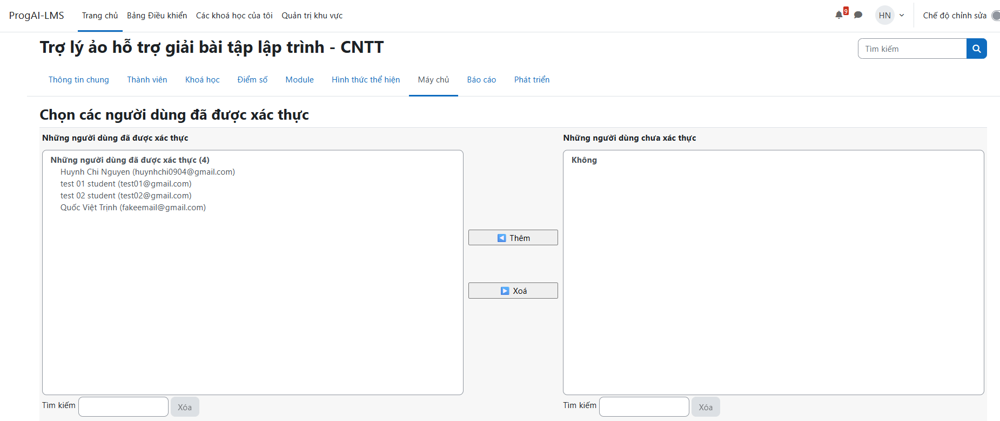 ProgAI-LMS Trang chủ Bảng Điều khiển Các khoá học của tôi Quản trị khu vực 9 HN Chế độ chỉnh sửa
Trợ lý ảo hỗ trợ giải bài tập lập trình - CNTT
Tìm kiếm
Thông tin chung Thành viên Khoá học Điểm số Module Hình thức thể hiện Máy chủ Báo cáo Phát triển
Chọn các người dùng đã được xác thực
Những người dùng đã được xác thực
Những người dùng đã được xác thực (4)
Huynh Chi Nguyen (huynhchi0904@gmail.com)
test 01 student (test01@gmail.com)
test 02 student (test02@gmail.com)
Quốc Việt Trịnh (fakeemail@gmail.com)
Tìm kiếm Xóa
Thêm
Xoá
Những người dùng chưa xác thực
Không
Tìm kiếm Xóa